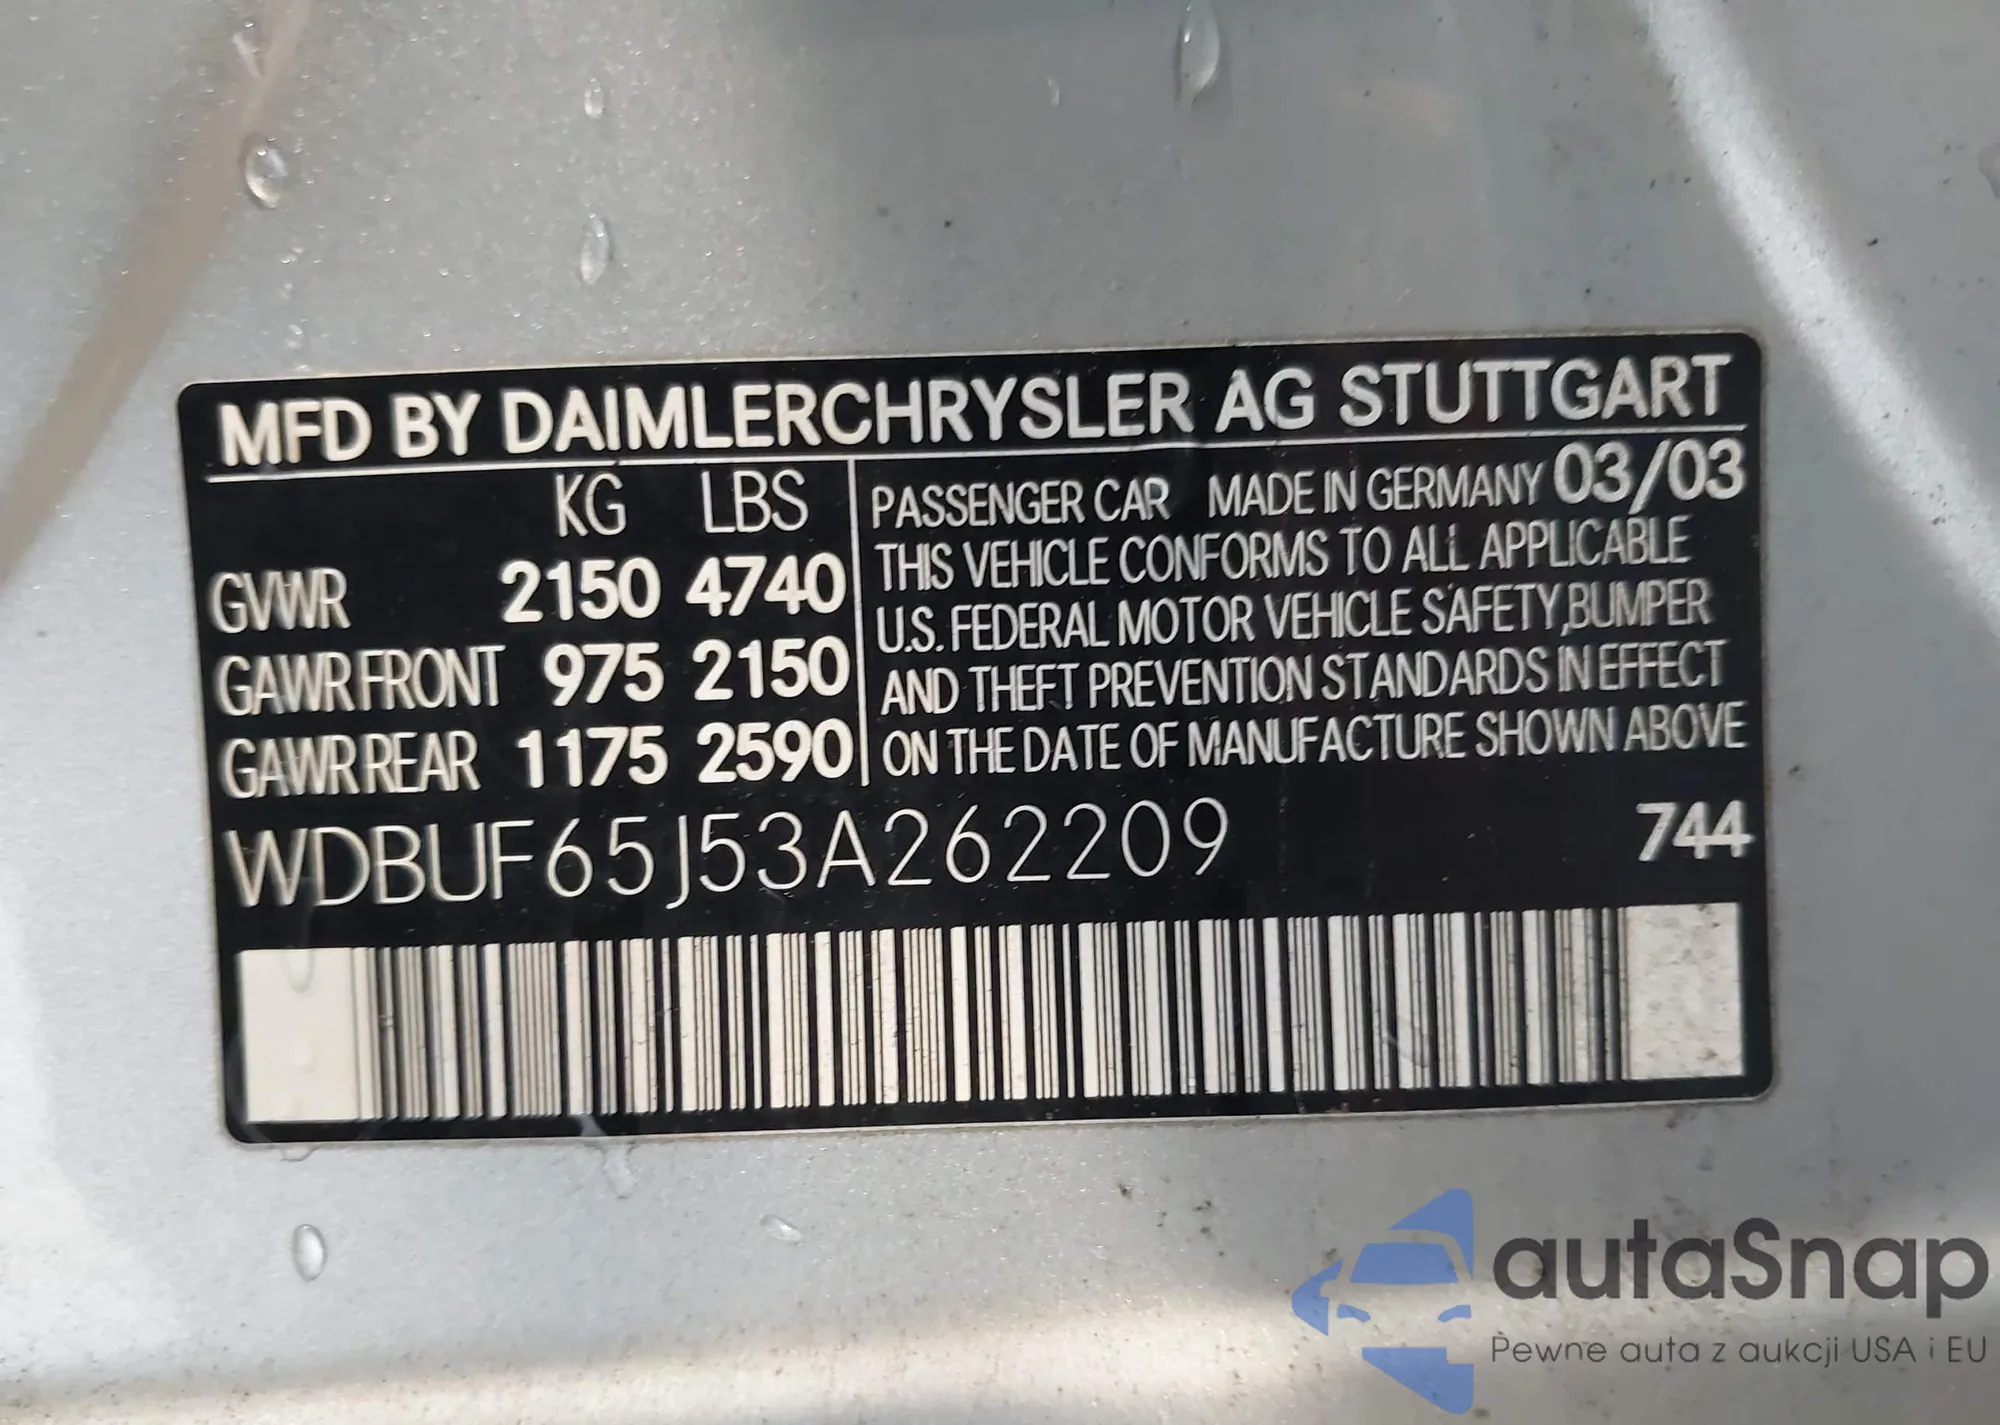 MFD BY DAIMLERCHRYSLER AG STUTTGART
KG LBS
GVWR 2150 4740
GAWR FRONT 975 2150
GAWR REAR 1175 2590
PASSENGER CAR MADE IN GERMANY 03/03
THIS VEHICLE CONFORMS TO ALL APPLICABLE
U.S. FEDERAL MOTOR VEHICLE SAFETY, BUMPER
AND THEFT PREVENTION STANDARDS IN EFFECT
ON THE DATE OF MANUFACTURE SHOWN ABOVE
WDBUF65J53A262209 744
autaSnap
Pewne auta z aukcji USA i EU